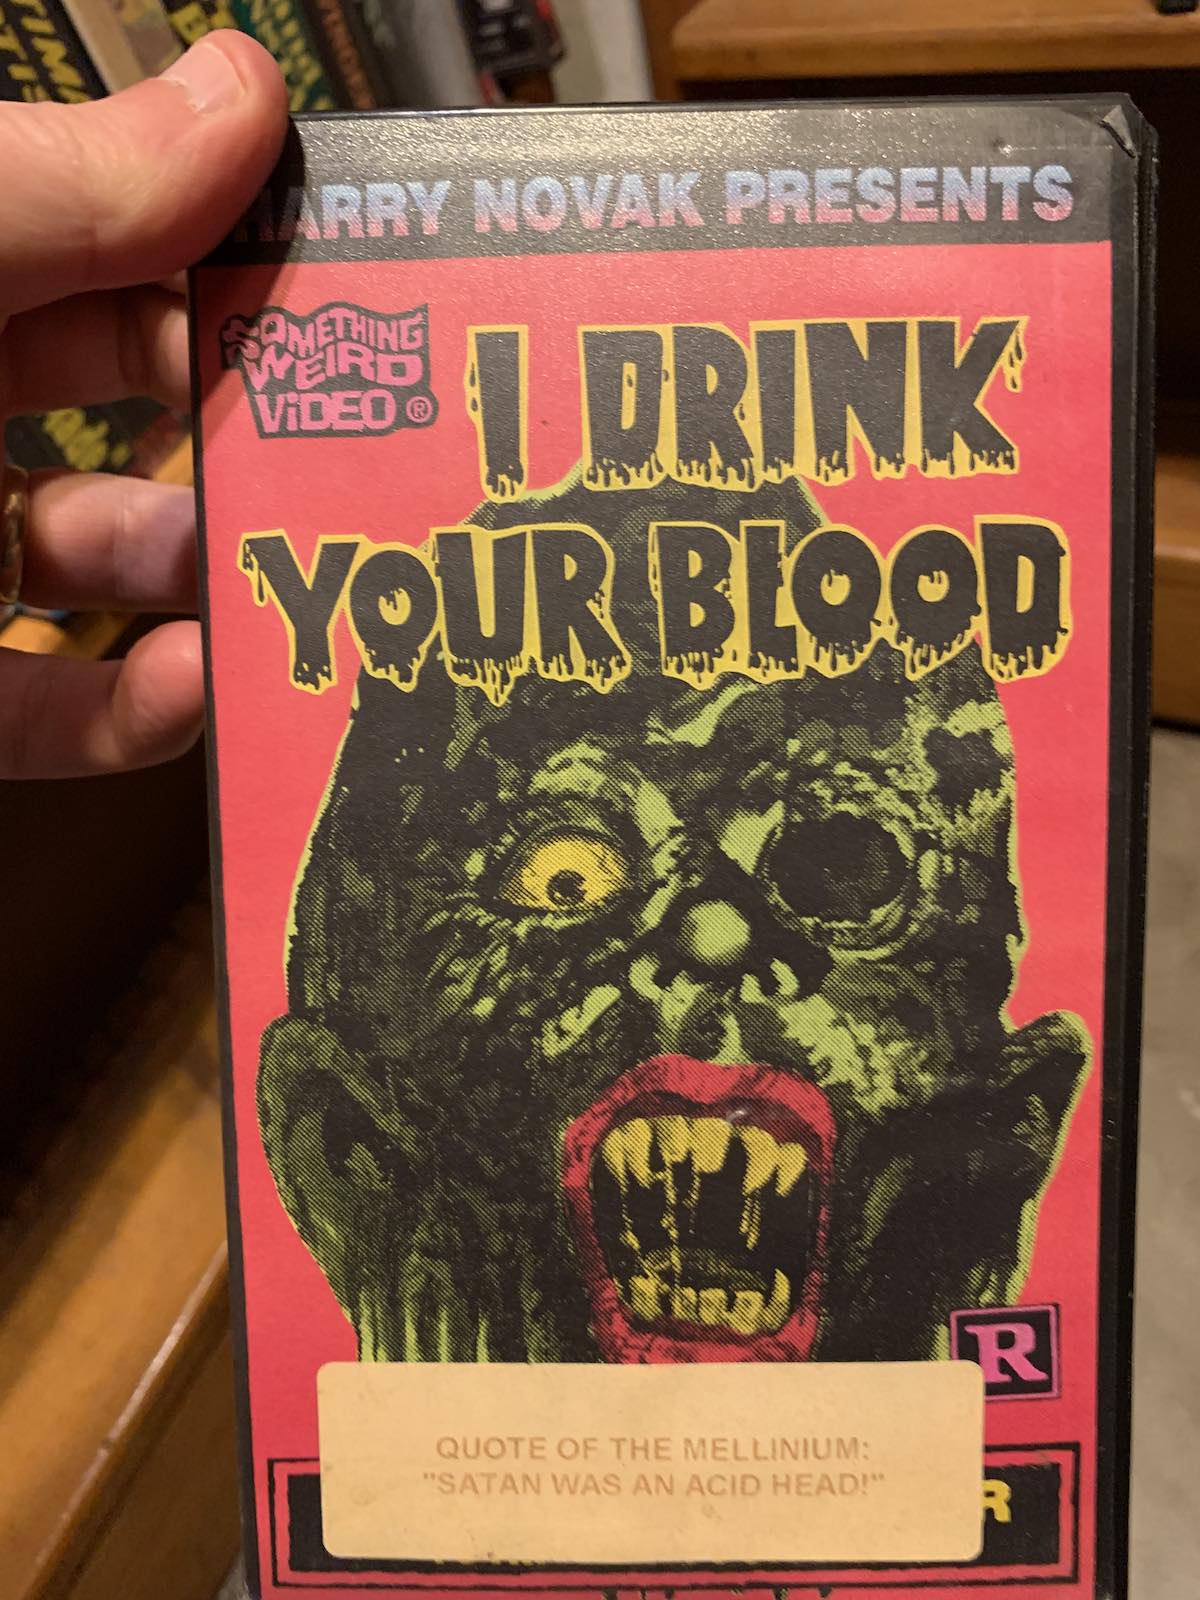 HARRY NOVAK PRESENTS
SOMETHING
WEIRD
VIDEO ®
I DRINK
YOUR BLOOD
R
QUOTE OF THE MELLINIUM:
"SATAN WAS AN ACID HEAD!"
R